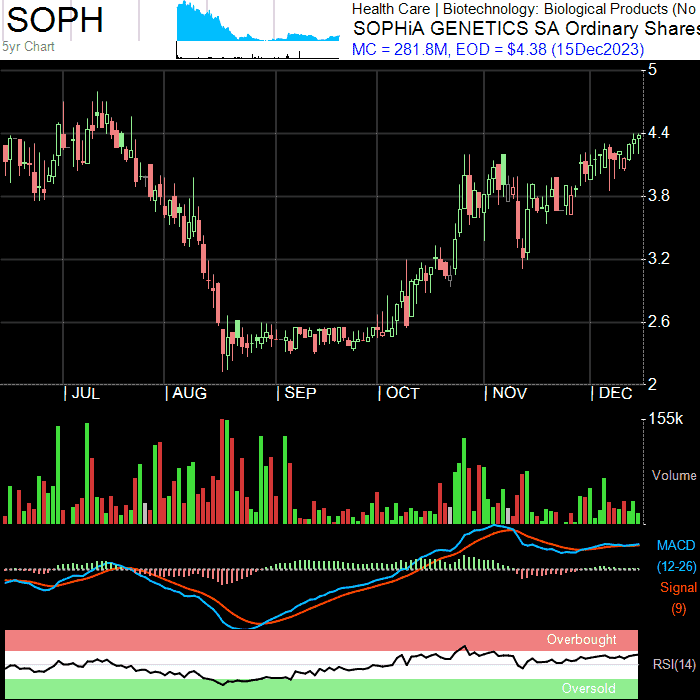 SOPH
5yr Chart
Health Care | Biotechnology: Biological Products (No
SOPHiA GENETICS SA Ordinary Shares
MC = 281.8M, EOD = $4.38 (15Dec2023)
5
4.4
3.8
3.2
2.6
2
| JUL | AUG | SEP | OCT | NOV | DEC
155k
Volume
MACD
(12-26)
Signal
(9)
Overbought
RSI(14)
Oversold